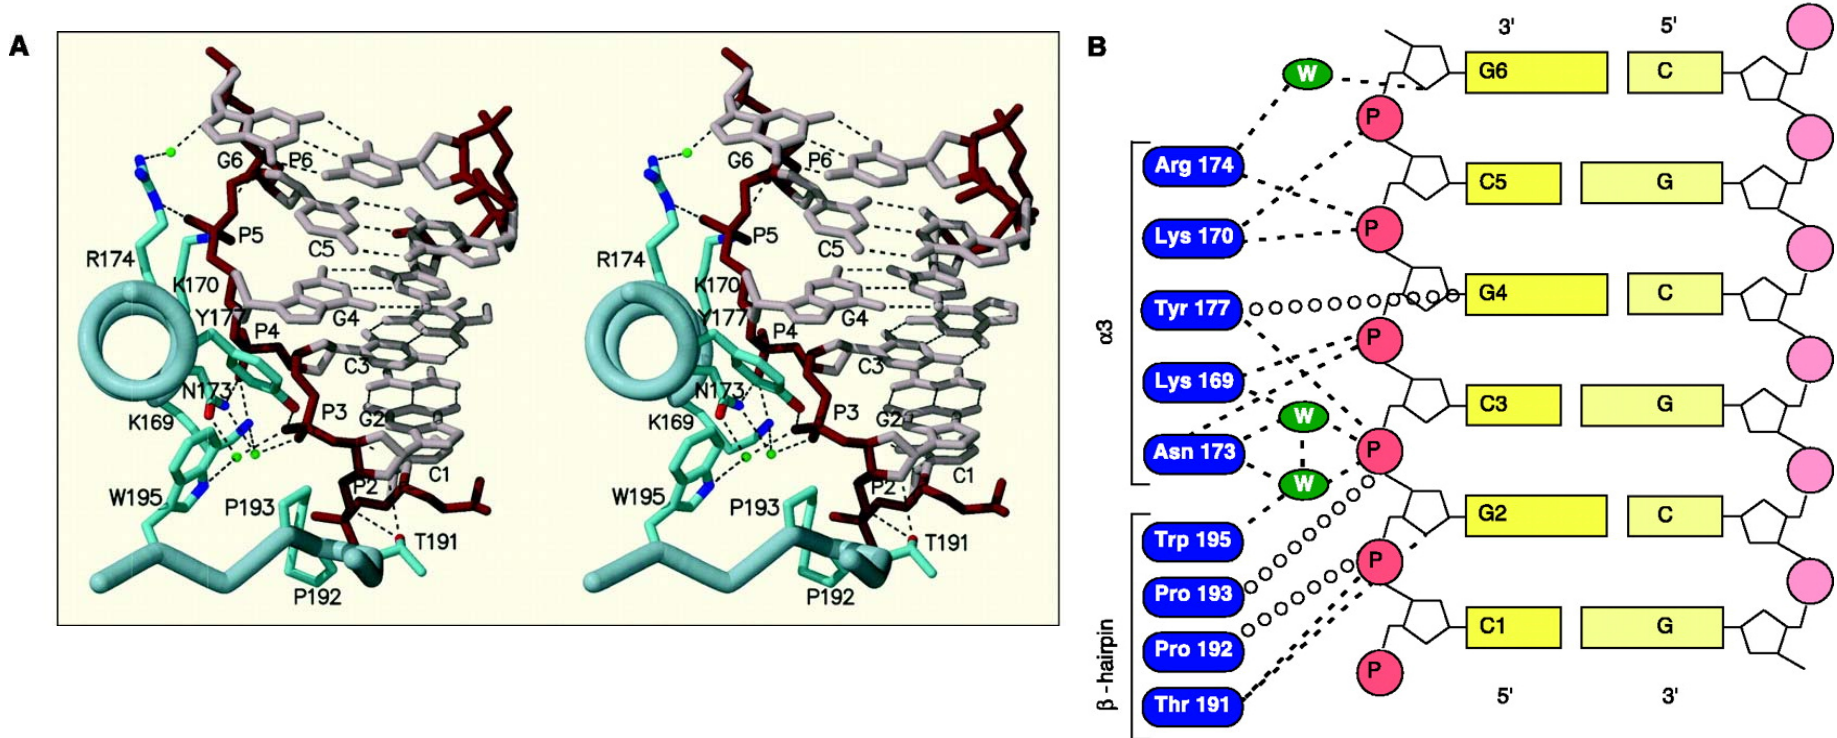 A
G6
P6
P5
C5
R174
K170
Y177
P4
G4
C3
N173
P3
K169
G2
C1
W195
P2
P193
T191
P192
G6
P6
P5
C5
R174
K170
Y177
P4
G4
C3
N173
P3
K169
G2
C1
W195
P2
P193
T191
P192
B
3' 5'
W G6 C
P
Arg 174
C5 G
Lys 170 P
α3
Tyr 177 G4 C
P
Lys 169
W C3 G
Asn 173 P
W
G2 C
Trp 195
P
Pro 193
β-hairpin
C1 G
Pro 192
P
Thr 191
5' 3'